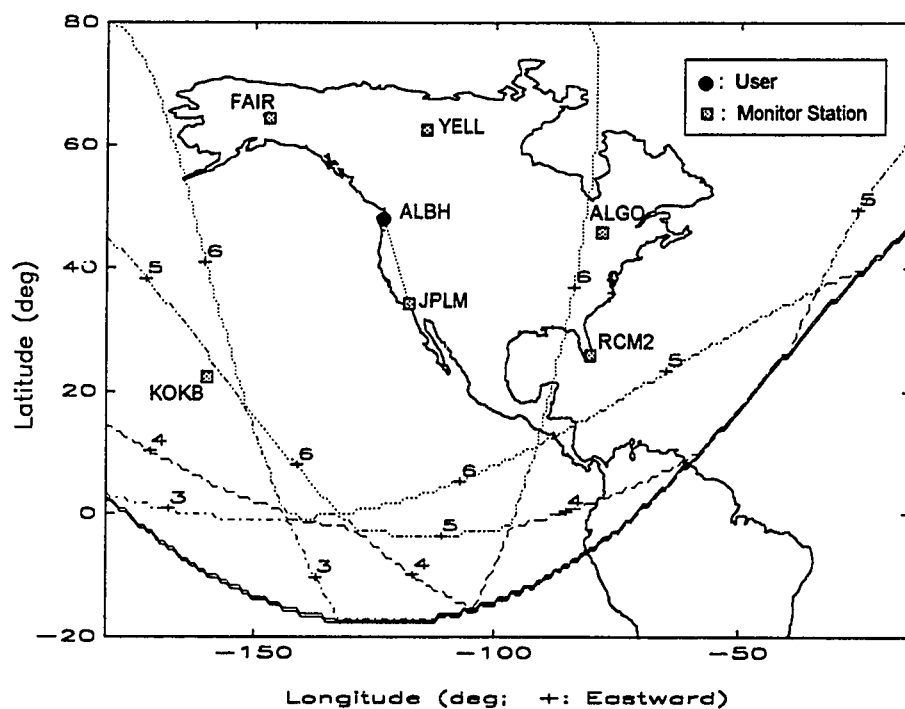 80
60
40
20
0
−20
Latitude (deg)
−150
−100
−50
Longitude (deg; +: Eastward)
● : User
▩ : Monitor Station
FAIR
YELL
ALBH
ALGO
JPLM
RCM2
KOKB
6
6
5
5
5
6
6
4
3
4
5
4
3